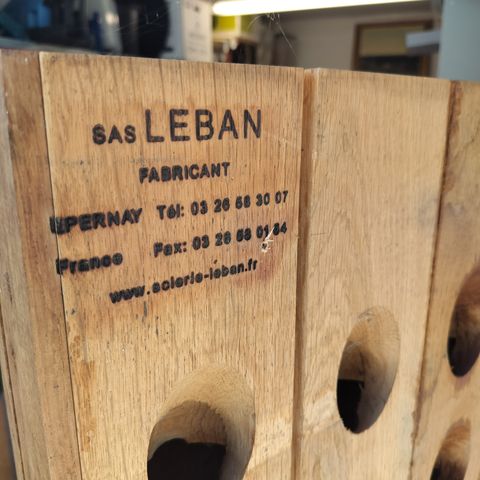 SAS LEBAN
FABRICANT
EPERNAY Tél: 03 26 58 30 07
France Fax: 03 26 58 01 84
www.scierie-leban.fr